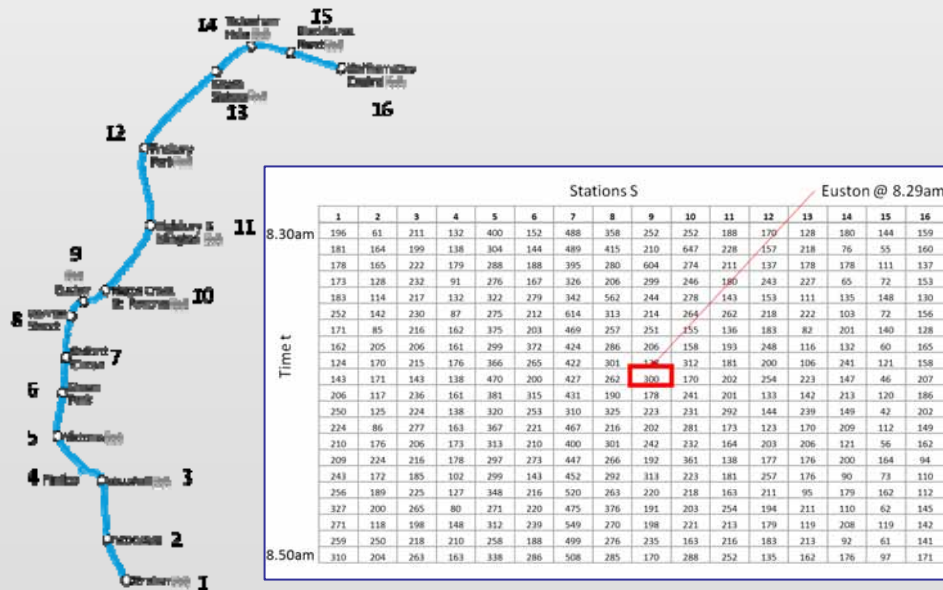 14
15
16
13
12
11
9
10
8
7
Park
6
5
4 Pimlico
3
2
1
Stations S
Euston @ 8.29am
Time t
8.30am
8.50am
1 2 3 4 5 6 7 8 9 10 11 12 13 14 15 16
196 61 211 132 400 152 488 358 252 252 188 170 128 180 144 159
181 164 199 138 304 144 489 415 210 647 228 157 218 76 55 160
178 165 222 179 288 188 395 280 604 274 211 137 178 178 111 137
173 128 232 91 276 167 326 206 299 246 180 243 227 65 72 153
183 114 217 132 322 279 342 562 244 278 143 153 111 135 148 130
252 142 230 87 275 212 614 313 214 264 262 218 222 103 72 156
171 85 216 162 375 203 469 257 251 155 136 183 82 201 140 128
162 205 206 161 299 372 424 286 206 158 193 248 116 132 60 165
124 170 215 176 366 265 422 301 312 181 200 106 241 121 158
143 171 143 138 470 200 427 262 300 170 202 254 223 147 46 207
206 117 236 161 381 315 431 190 178 241 201 133 142 213 120 186
250 125 224 138 320 253 310 325 223 231 292 144 239 149 42 202
224 86 277 163 367 221 467 216 202 281 173 123 170 209 112 149
210 176 206 173 313 210 400 301 242 232 164 203 206 121 56 162
209 224 216 178 297 273 447 266 192 361 138 177 176 200 164 94
243 172 185 102 299 143 452 292 313 223 181 257 176 90 73 110
256 189 225 127 348 216 520 263 220 218 163 211 95 179 162 112
327 200 265 80 271 220 475 376 191 203 254 194 211 110 62 145
271 118 198 148 312 239 549 270 198 221 213 179 119 208 119 142
259 250 218 210 258 188 499 276 235 163 216 183 213 92 61 141
310 204 263 163 338 286 508 285 170 288 252 135 162 176 97 171